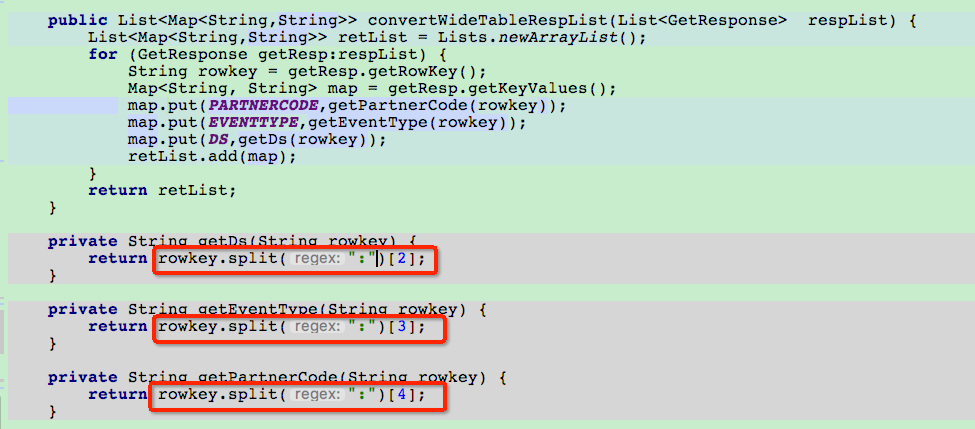 public List<Map<String,String>> convertWideTableRespList(List<GetResponse>  respList) {
List<Map<String,String>> retList = Lists.newArrayList();
for (GetResponse getResp:respList) {
String rowkey = getResp.getRowKey();
Map<String, String> map = getResp.getKeyValues();
map.put(PARTNERCODE,getPartnerCode(rowkey));
map.put(EVENTTYPE,getEventType(rowkey));
map.put(DS,getDs(rowkey));
retList.add(map);
}
return retList;
}
private String getDs(String rowkey) {
return rowkey.split( regex: ":")[2];
}
private String getEventType(String rowkey) {
return rowkey.split( regex: ":")[3];
}
private String getPartnerCode(String rowkey) {
return rowkey.split( regex: ":")[4];
}